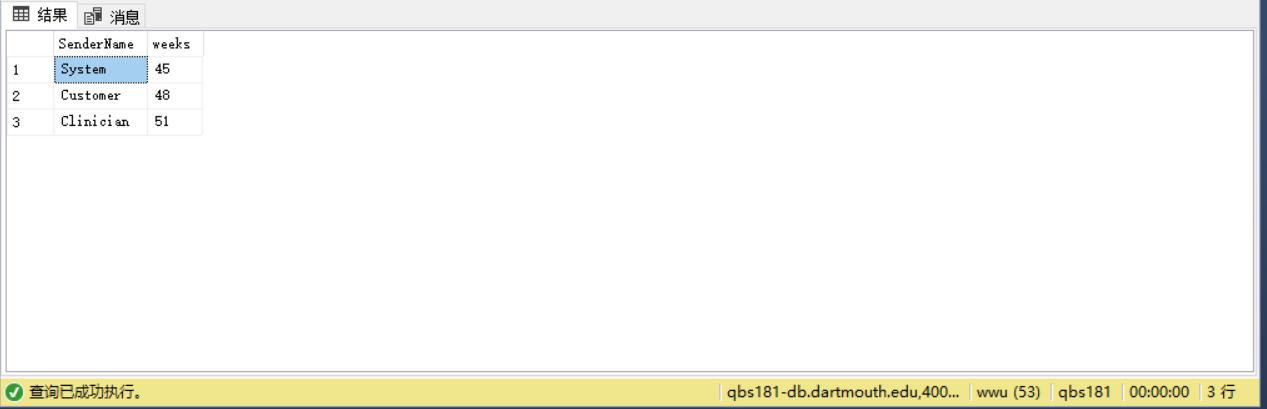 结果 消息
SenderName weeks
1 System 45
2 Customer 48
3 Clinician 51
查询已成功执行。 qbs181-db.dartmouth.edu,400... wwu (53) qbs181 00:00:00 3 行